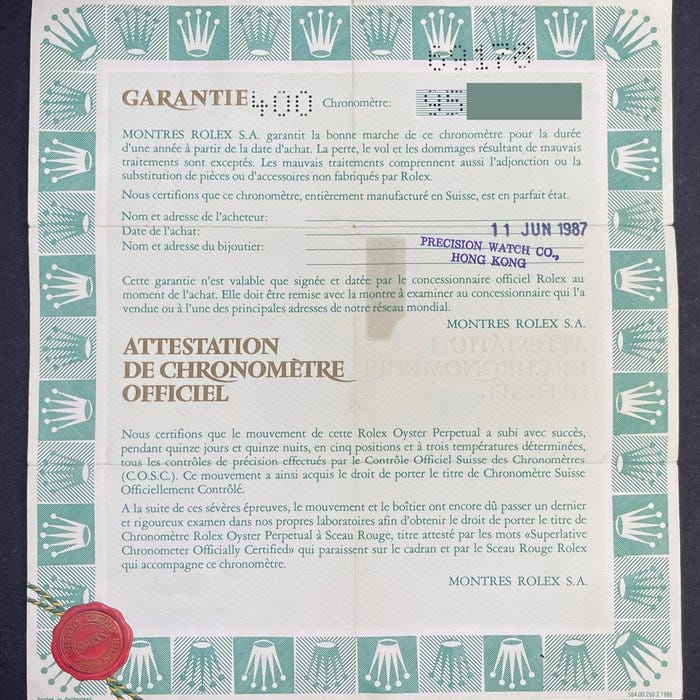 69178
GARANTIE 400 Chronomètre: 95
MONTRES ROLEX S.A. garantit la bonne marche de ce chronomètre pour la durée
d'une année à partir de la date d'achat. La perte, le vol et les dommages résultant de mauvais
traitements sont exceptés. Les mauvais traitements comprennent aussi l'adjonction ou la
substitution de pièces ou d'accessoires non fabriqués par Rolex.
Nous certifions que ce chronomètre, entièrement manufacturé en Suisse, est en parfait état.
Nom et adresse de l'acheteur:
Date de l'achat: 11 JUN 1987
Nom et adresse du bijoutier: PRECISION WATCH CO.,
HONG KONG
Cette garantie n'est valable que signée et datée par le concessionnaire officiel Rolex au
moment de l'achat. Elle doit être remise avec la montre à examiner au concessionnaire qui l'a
vendue ou à l'une des principales adresses de notre réseau mondial.
MONTRES ROLEX S.A.
ATTESTATION
DE CHRONOMÈTRE
OFFICIEL
Nous certifions que le mouvement de cette Rolex Oyster Perpetual a subi avec succès,
pendant quinze jours et quinze nuits, en cinq positions et à trois températures déterminées,
tous les contrôles de précision effectués par le Contrôle Officiel Suisse des Chronomètres
(C.O.S.C.). Ce mouvement a ainsi acquis le droit de porter le titre de Chronomètre Suisse
Officiellement Contrôlé.
A la suite de ces sévères épreuves, le mouvement et le boîtier ont encore dû passer un dernier
et rigoureux examen dans nos propres laboratoires afin d'obtenir le droit de porter le titre de
Chronomètre Rolex Oyster Perpetual à Sceau Rouge, titre attesté par les mots «Superlative
Chronometer Officially Certified» qui paraissent sur le cadran et par le Sceau Rouge Rolex
qui accompagne ce chronomètre.
MONTRES ROLEX S.A.
Printed in Switzerland
564.00.250.2.1986